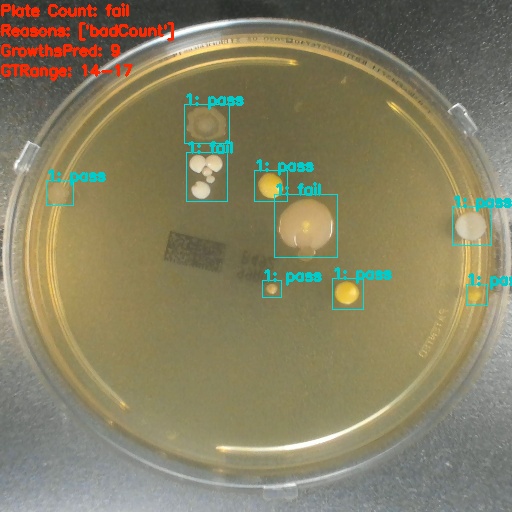 Plate Count: fail
Reasons: ['badCount']
GrowthsPred: 9
GTRange: 14-17
1: pass
1: fail
1: pass
1: pass
1: fail
1: pass
1: pass
1: pass
1: pas